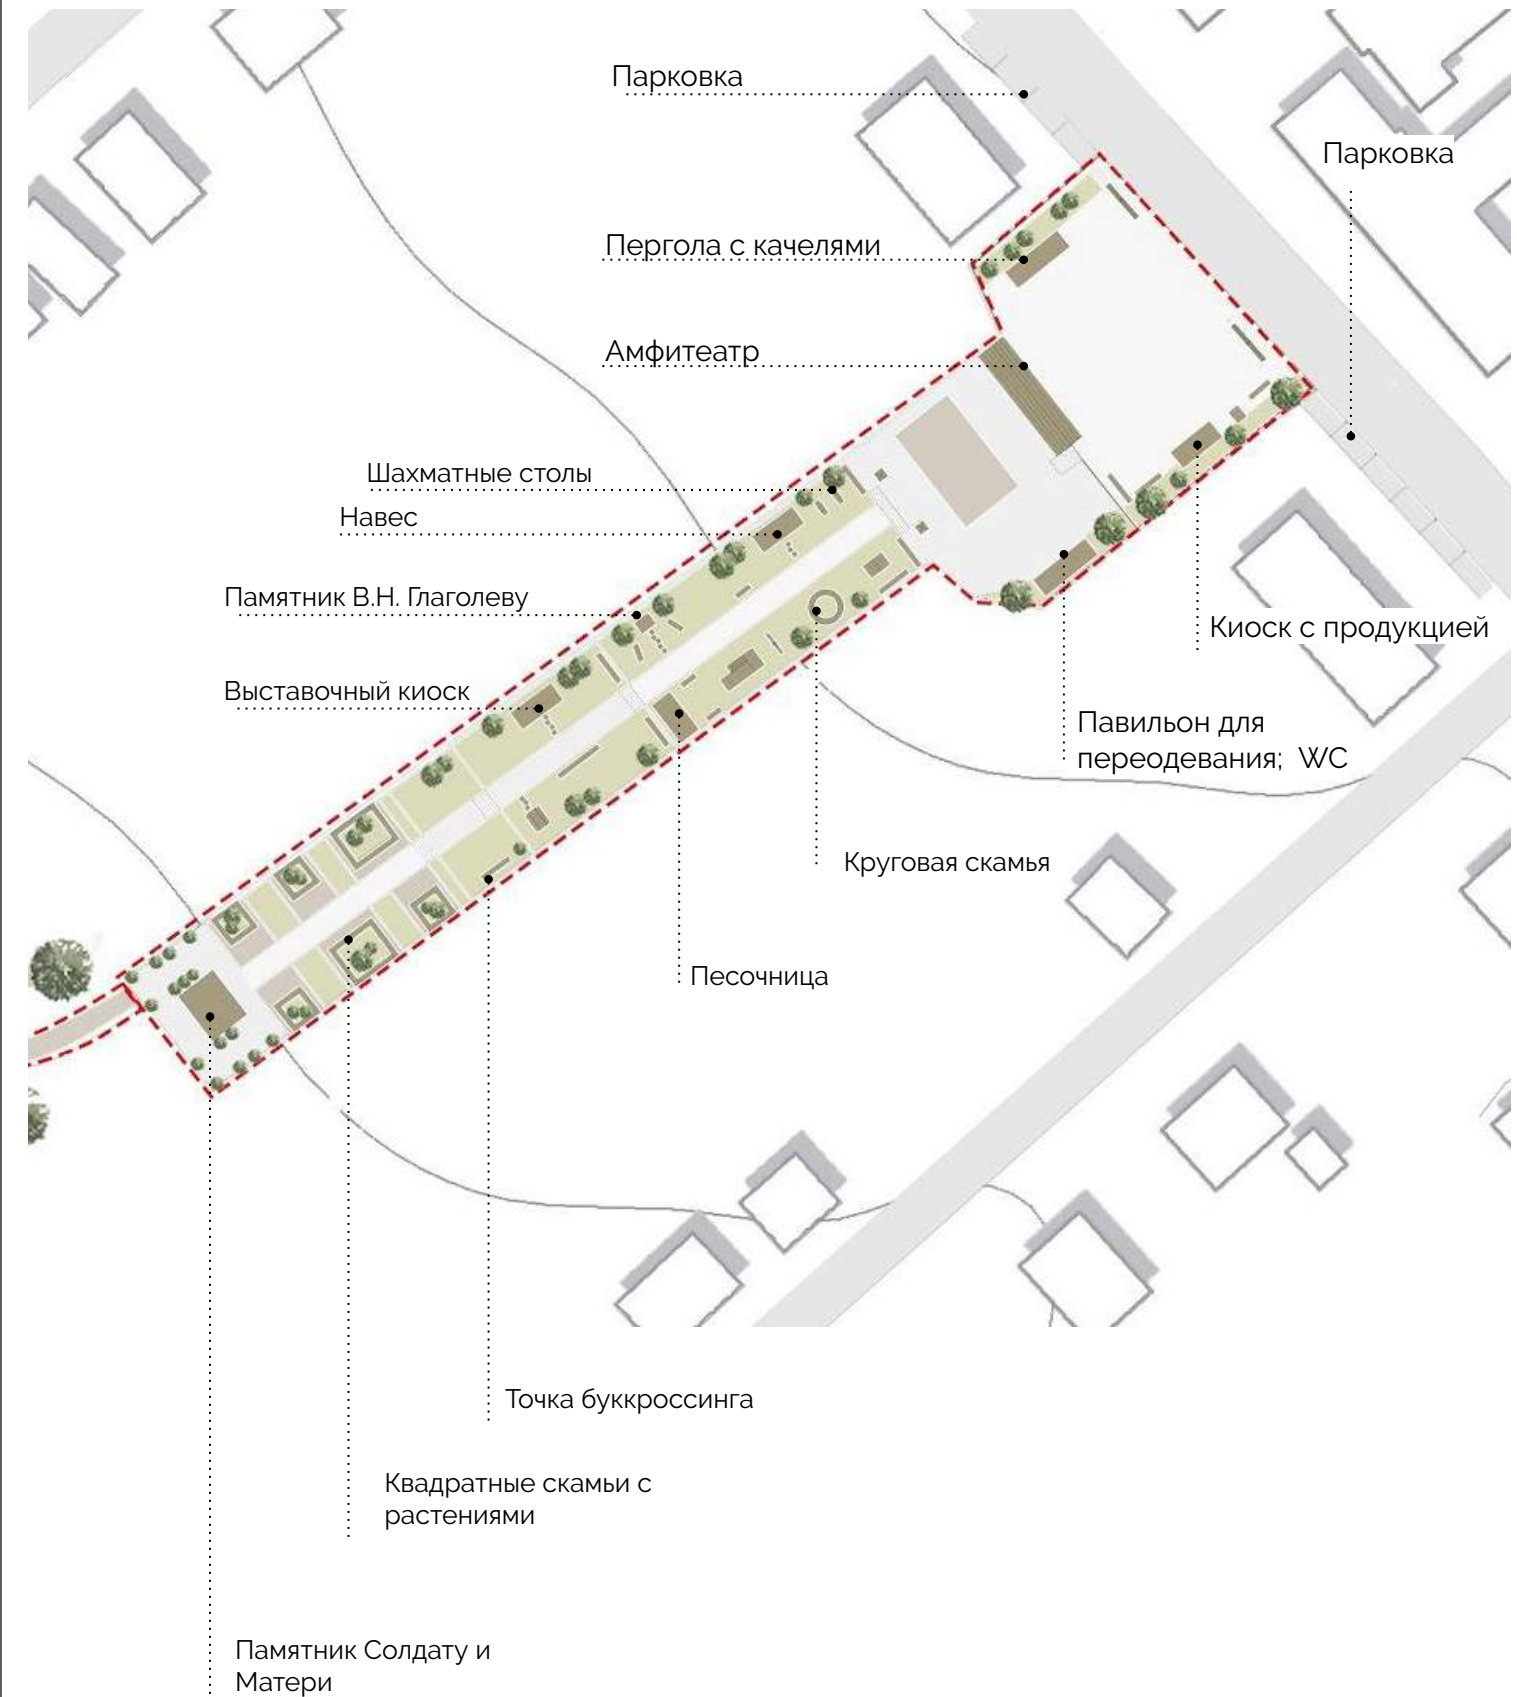 Парковка
Парковка
Пергола с качелями
Амфитеатр
Шахматные столы
Навес
Памятник В.Н. Глаголеву
Киоск с продукцией
Выставочный киоск
Павильон для
переодевания; WC
Круговая скамья
Песочница
Точка буккроссинга
Квадратные скамьи с
растениями
Памятник Солдату и
Матери